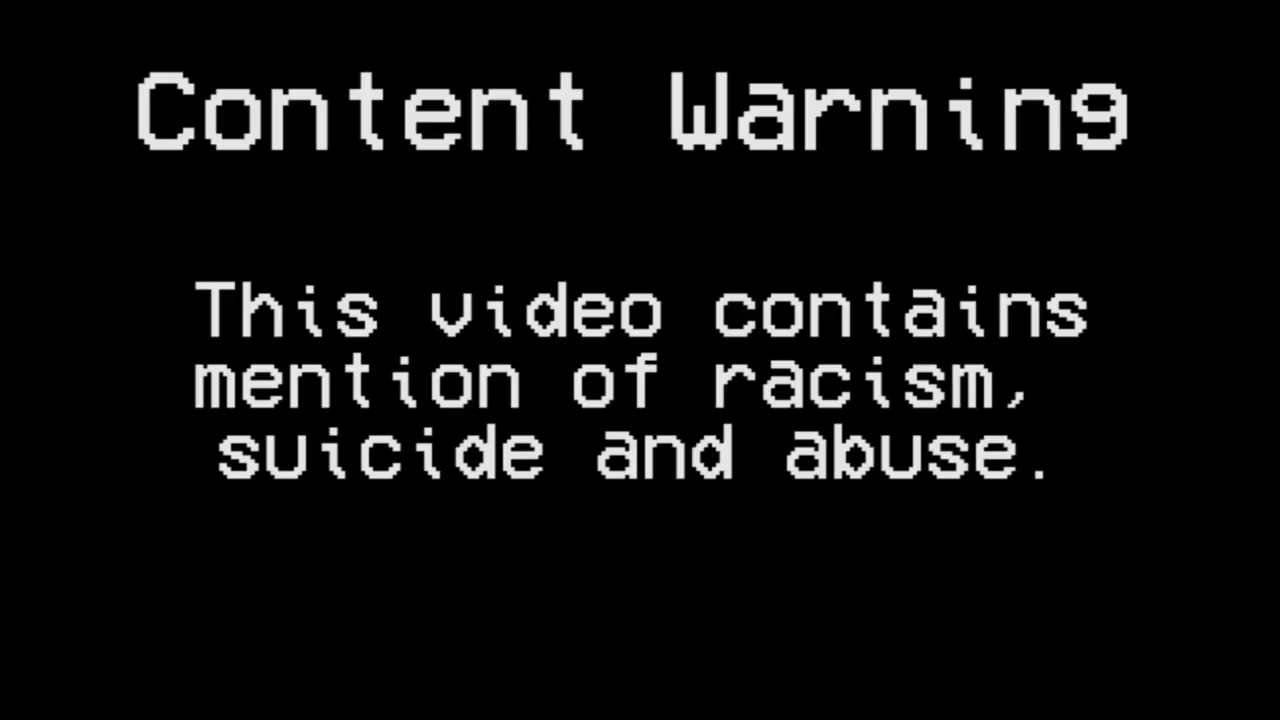 Content Warning
This video contains
mention of racism,
suicide and abuse.